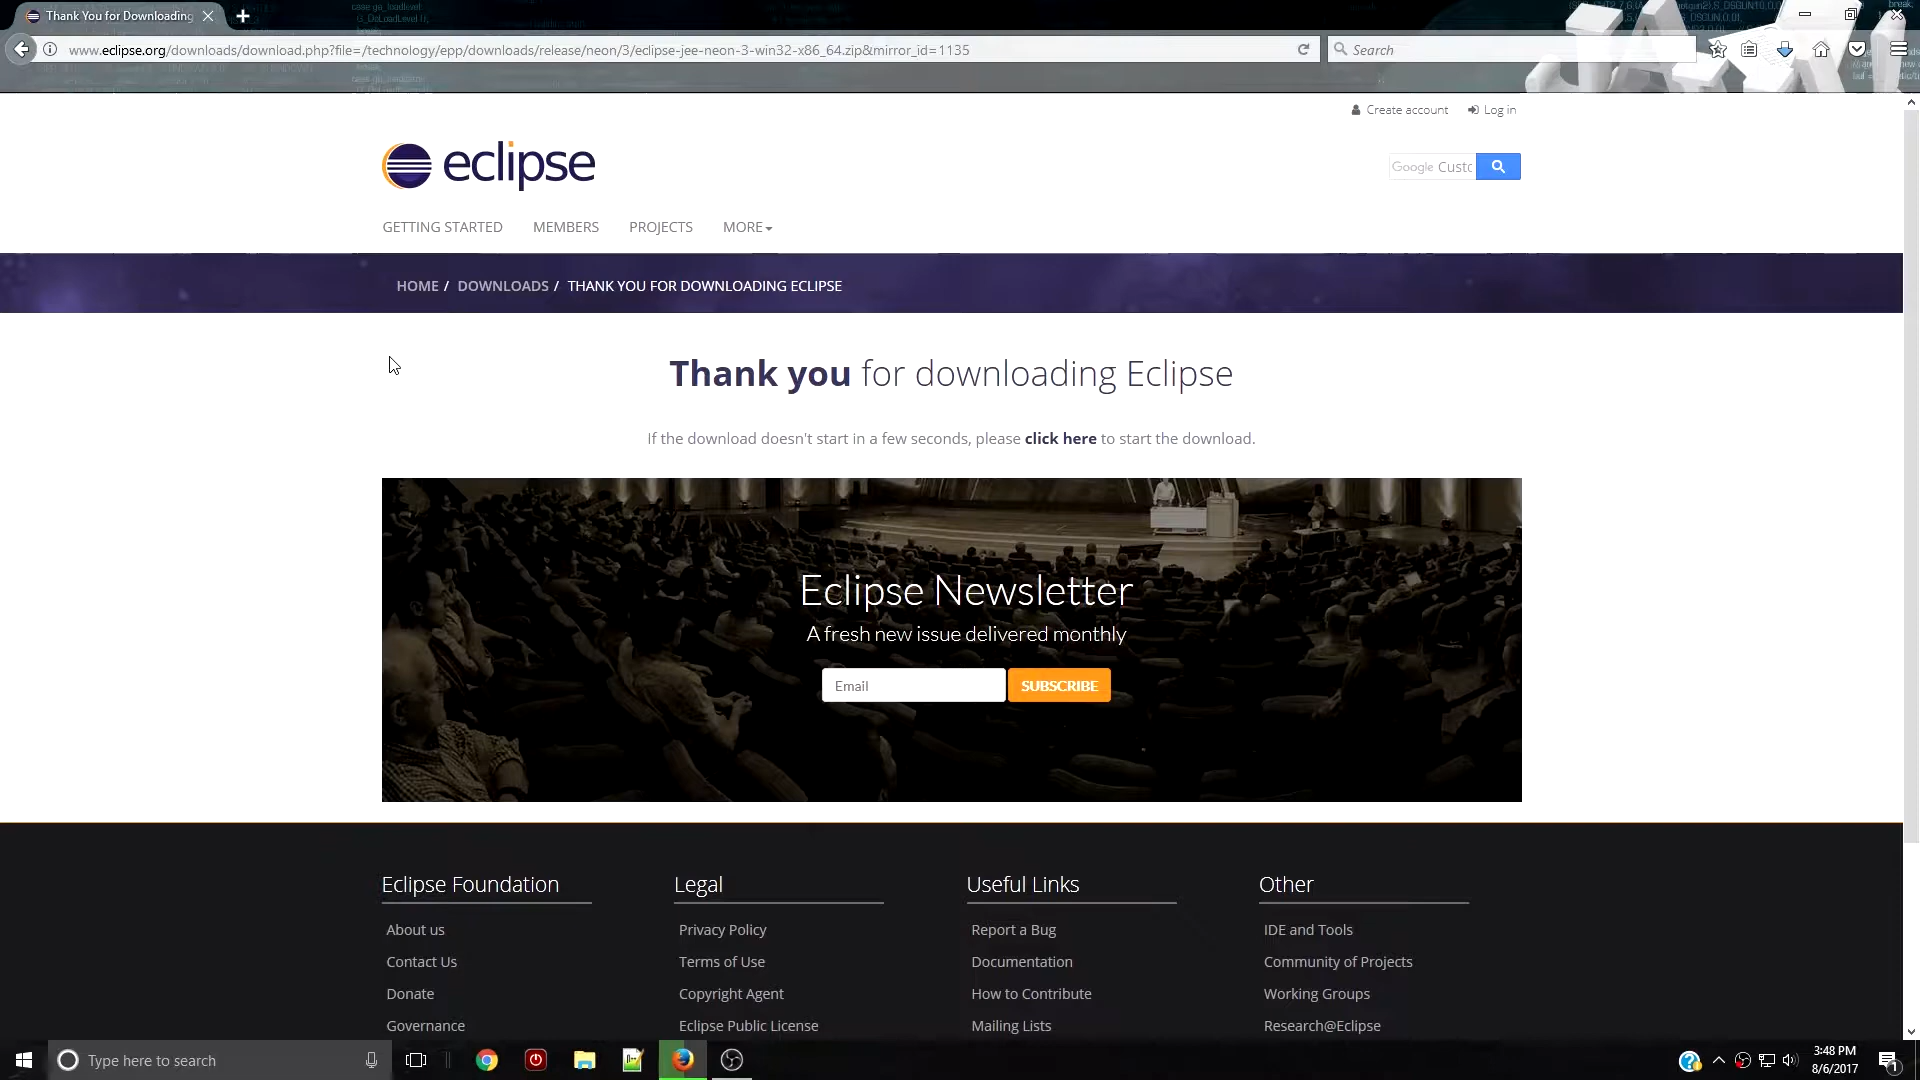 Thank You for Downloading
www.eclipse.org/downloads/download.php?file=/technology/epp/downloads/release/neon/3/eclipse-jee-neon-3-win32-x86_64.zip&mirror_id=1135
Search
Create account
Log in
eclipse
Google Custo
GETTING STARTED
MEMBERS
PROJECTS
MORE
HOME / DOWNLOADS / THANK YOU FOR DOWNLOADING ECLIPSE
Thank you for downloading Eclipse
If the download doesn't start in a few seconds, please click here to start the download.
Eclipse Newsletter
A fresh new issue delivered monthly
Email
SUBSCRIBE
Eclipse Foundation
Legal
Useful Links
Other
About us
Privacy Policy
Report a Bug
IDE and Tools
Contact Us
Terms of Use
Documentation
Community of Projects
Donate
Copyright Agent
How to Contribute
Working Groups
Governance
Eclipse Public License
Mailing Lists
Research@Eclipse
Type here to search
3:48 PM
8/6/2017